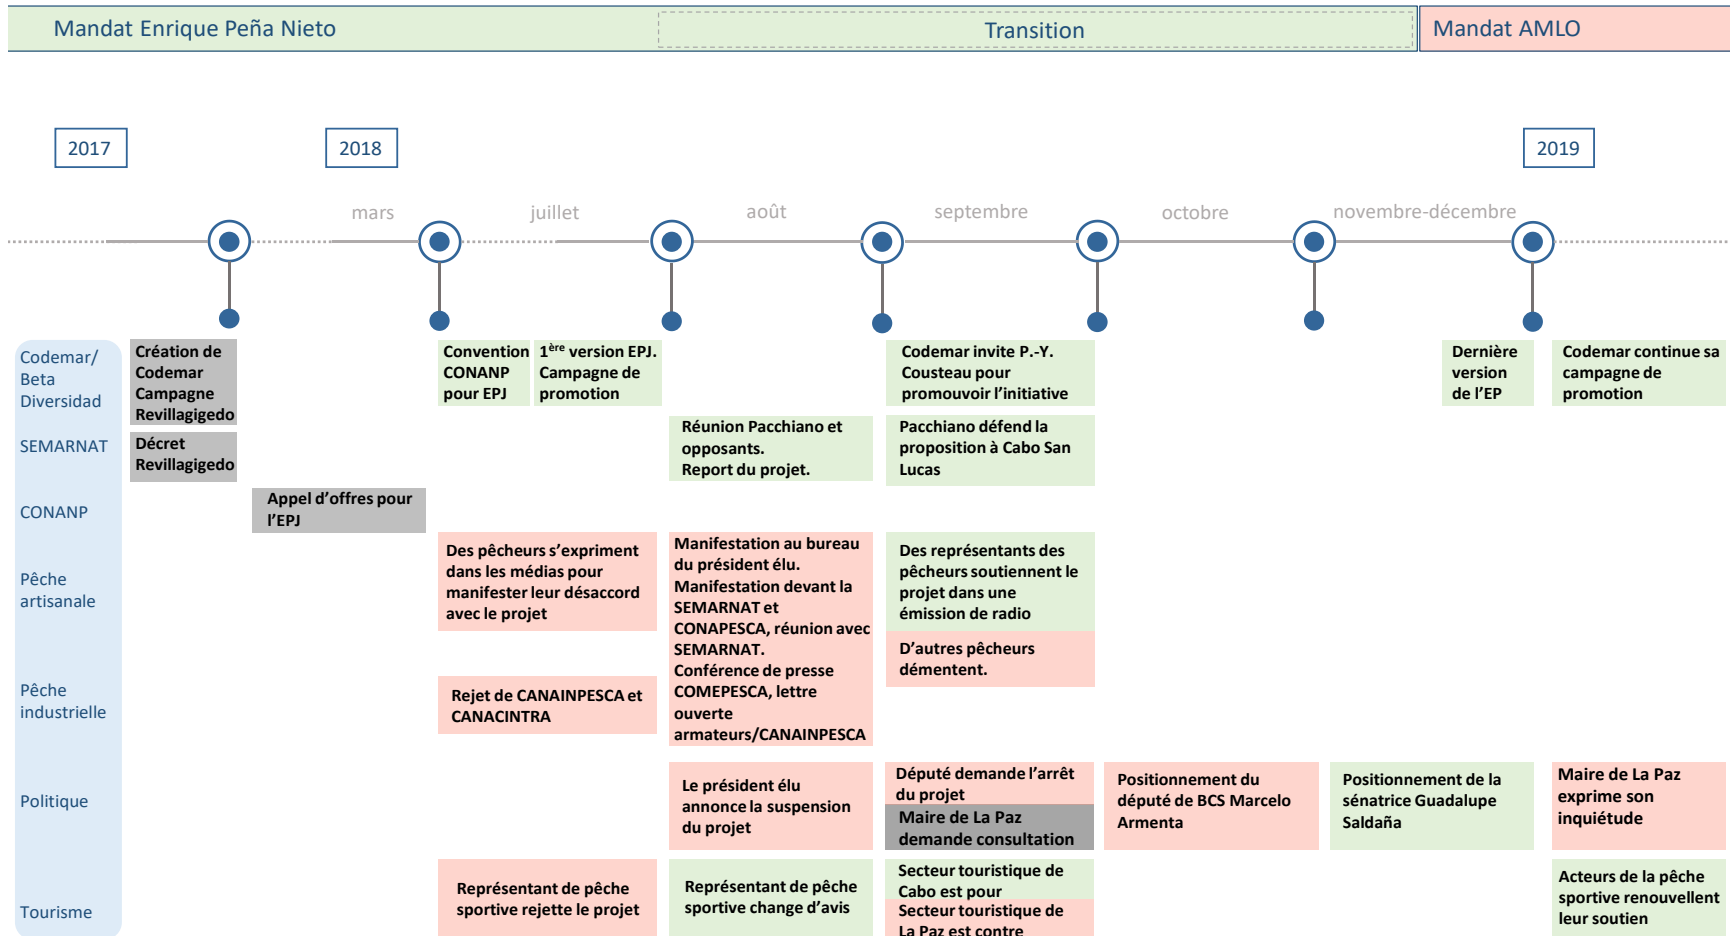 Mandat Enrique Peña Nieto
Transition
Mandat AMLO
2017
2018
2019
mars
juillet
août
septembre
octobre
novembre-décembre
Codemar/
Beta
Diversidad
Création de
Codemar
Campagne
Revillagigedo
Convention
CONANP
pour EPJ
1ère version EPJ.
Campagne de
promotion
Codemar invite P.-Y.
Cousteau pour
promouvoir l'initiative
Dernière
version
de l'EP
Codemar continue sa
campagne de
promotion
SEMARNAT
Décret
Revillagigedo
Réunion Pacchiano et
opposants.
Report du projet.
Pacchiano défend la
proposition à Cabo San
Lucas
CONANP
Appel d'offres pour
l'EPJ
Pêche
artisanale
Des pêcheurs s'expriment
dans les médias pour
manifester leur désaccord
avec le projet
Manifestation au bureau
du président élu.
Manifestation devant la
SEMARNAT et
CONAPESCA, réunion avec
SEMARNAT.
Conférence de presse
COMEPESCA, lettre
ouverte
armateurs/CANAINPESCA
Des représentants des
pêcheurs soutiennent le
projet dans une
émission de radio
D'autres pêcheurs
démentent.
Pêche
industrielle
Rejet de CANAINPESCA et
CANACINTRA
Politique
Le président élu
annonce la suspension
du projet
Député demande l'arrêt
du projet
Maire de La Paz
demande consultation
Positionnement du
député de BCS Marcelo
Armenta
Positionnement de la
sénatrice Guadalupe
Saldaña
Maire de La Paz
exprime son
inquiétude
Tourisme
Représentant de pêche
sportive rejette le projet
Représentant de pêche
sportive change d'avis
Secteur touristique de
Cabo est pour
Secteur touristique de
La Paz est contre
Acteurs de la pêche
sportive renouvellent
leur soutien